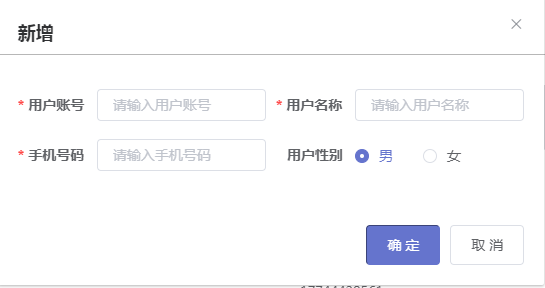 新增
* 用户账号 请输入用户账号 * 用户名称 请输入用户名称
* 手机号码 请输入手机号码 用户性别 男 女
确 定 取 消